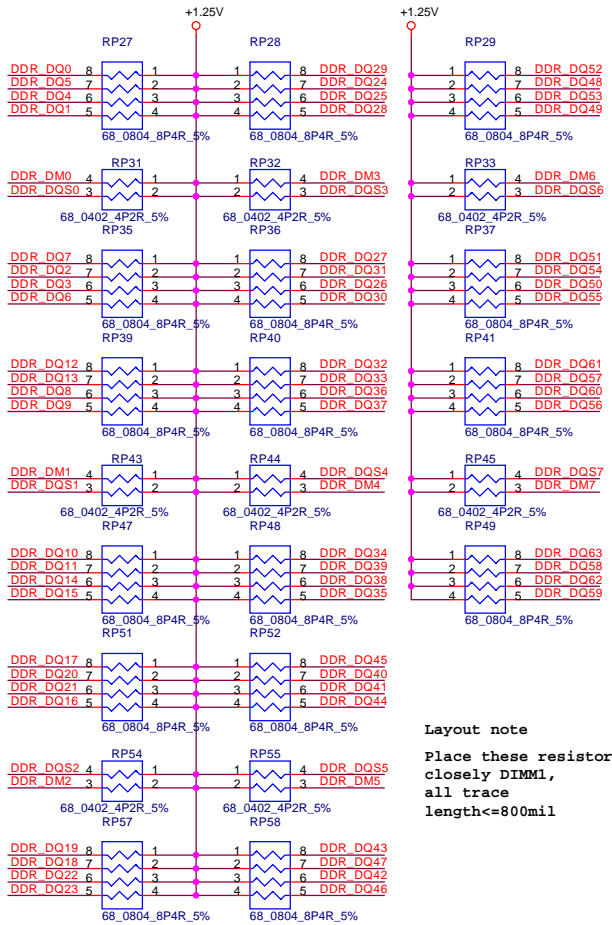 +1.25V +1.25V
RP27 RP28 RP29
DDR_DQ0 8 1 1 8 DDR_DQ29 1 8 DDR_DQ52
DDR_DQ5 7 2 2 7 DDR_DQ24 2 7 DDR_DQ48
DDR_DQ4 6 3 3 6 DDR_DQ25 3 6 DDR_DQ53
DDR_DQ1 5 4 4 5 DDR_DQ28 4 5 DDR_DQ49
68_0804_8P4R_5% 68_0804_8P4R_5% 68_0804_8P4R_5%
RP31 RP32 RP33
DDR_DM0 4 1 1 4 DDR_DM3 1 4 DDR_DM6
DDR_DQS0 3 2 2 3 DDR_DQS3 2 3 DDR_DQS6
68_0402_4P2R_5% 68_0402_4P2R_5% 68_0402_4P2R_5%
RP35 RP36 RP37
DDR_DQ7 8 1 1 8 DDR_DQ27 1 8 DDR_DQ51
DDR_DQ2 7 2 2 7 DDR_DQ31 2 7 DDR_DQ54
DDR_DQ3 6 3 3 6 DDR_DQ26 3 6 DDR_DQ50
DDR_DQ6 5 4 4 5 DDR_DQ30 4 5 DDR_DQ55
68_0804_8P4R_5% 68_0804_8P4R_5% 68_0804_8P4R_5%
RP39 RP40 RP41
DDR_DQ12 8 1 1 8 DDR_DQ32 1 8 DDR_DQ61
DDR_DQ13 7 2 2 7 DDR_DQ33 2 7 DDR_DQ57
DDR_DQ8 6 3 3 6 DDR_DQ36 3 6 DDR_DQ60
DDR_DQ9 5 4 4 5 DDR_DQ37 4 5 DDR_DQ56
68_0804_8P4R_5% 68_0804_8P4R_5% 68_0804_8P4R_5%
RP43 RP44 RP45
DDR_DM1 4 1 1 4 DDR_DQS4 1 4 DDR_DQS7
DDR_DQS1 3 2 2 3 DDR_DM4 2 3 DDR_DM7
68_0402_4P2R_5% 68_0402_4P2R_5% 68_0402_4P2R_5%
RP47 RP48 RP49
DDR_DQ10 8 1 1 8 DDR_DQ34 1 8 DDR_DQ63
DDR_DQ11 7 2 2 7 DDR_DQ39 2 7 DDR_DQ58
DDR_DQ14 6 3 3 6 DDR_DQ38 3 6 DDR_DQ62
DDR_DQ15 5 4 4 5 DDR_DQ35 4 5 DDR_DQ59
68_0804_8P4R_5% 68_0804_8P4R_5% 68_0804_8P4R_5%
RP51 RP52
DDR_DQ17 8 1 1 8 DDR_DQ45
DDR_DQ20 7 2 2 7 DDR_DQ40
DDR_DQ21 6 3 3 6 DDR_DQ41
DDR_DQ16 5 4 4 5 DDR_DQ44
68_0804_8P4R_5% 68_0804_8P4R_5%
RP54 RP55
DDR_DQS2 4 1 1 4 DDR_DQS5
DDR_DM2 3 2 2 3 DDR_DM5
68_0402_4P2R_5% 68_0402_4P2R_5%
RP57 RP58
DDR_DQ19 8 1 1 8 DDR_DQ43
DDR_DQ18 7 2 2 7 DDR_DQ47
DDR_DQ22 6 3 3 6 DDR_DQ42
DDR_DQ23 5 4 4 5 DDR_DQ46
68_0804_8P4R_5% 68_0804_8P4R_5%
Layout note
Place these resistor
closely DIMM1,
all trace
length<=800mil